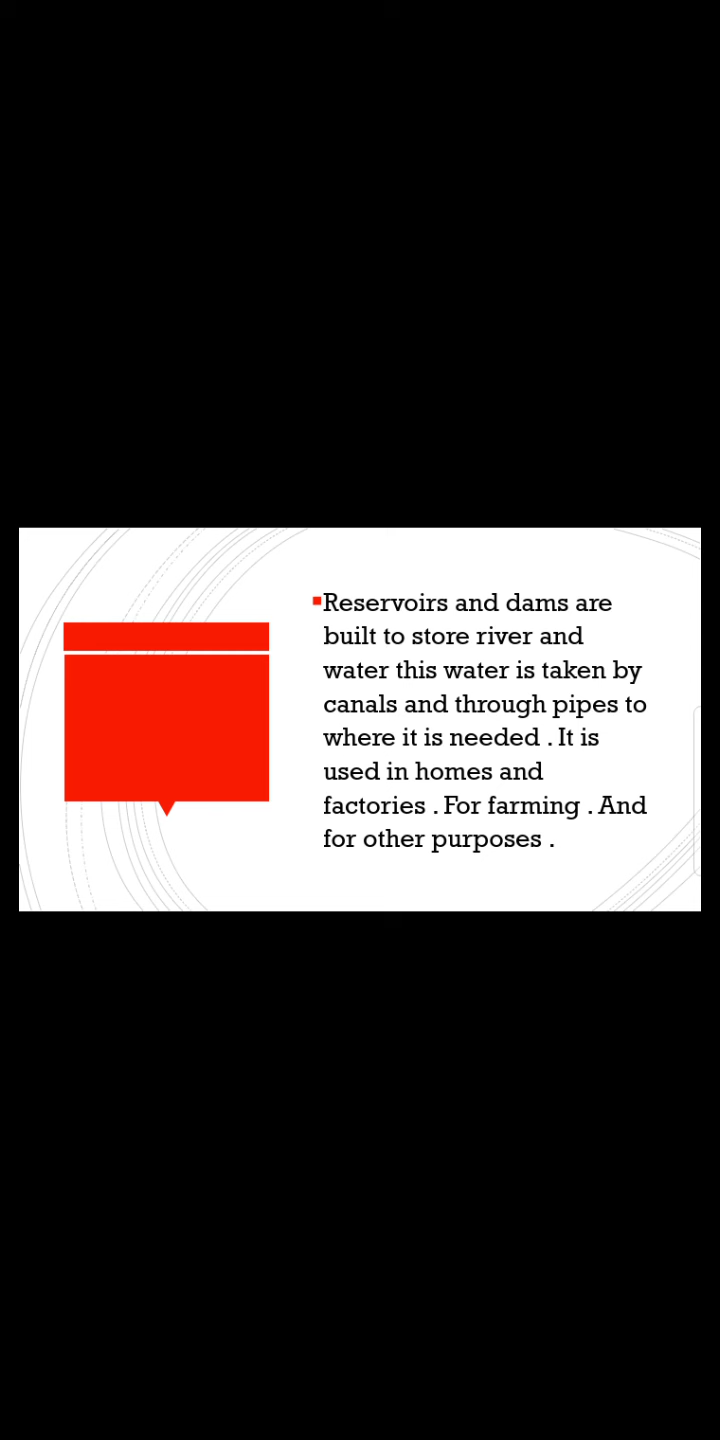 Reservoirs and dams are
built to store river and
water this water is taken by
canals and through pipes to
where it is needed . It is
used in homes and
factories . For farming . And
for other purposes .